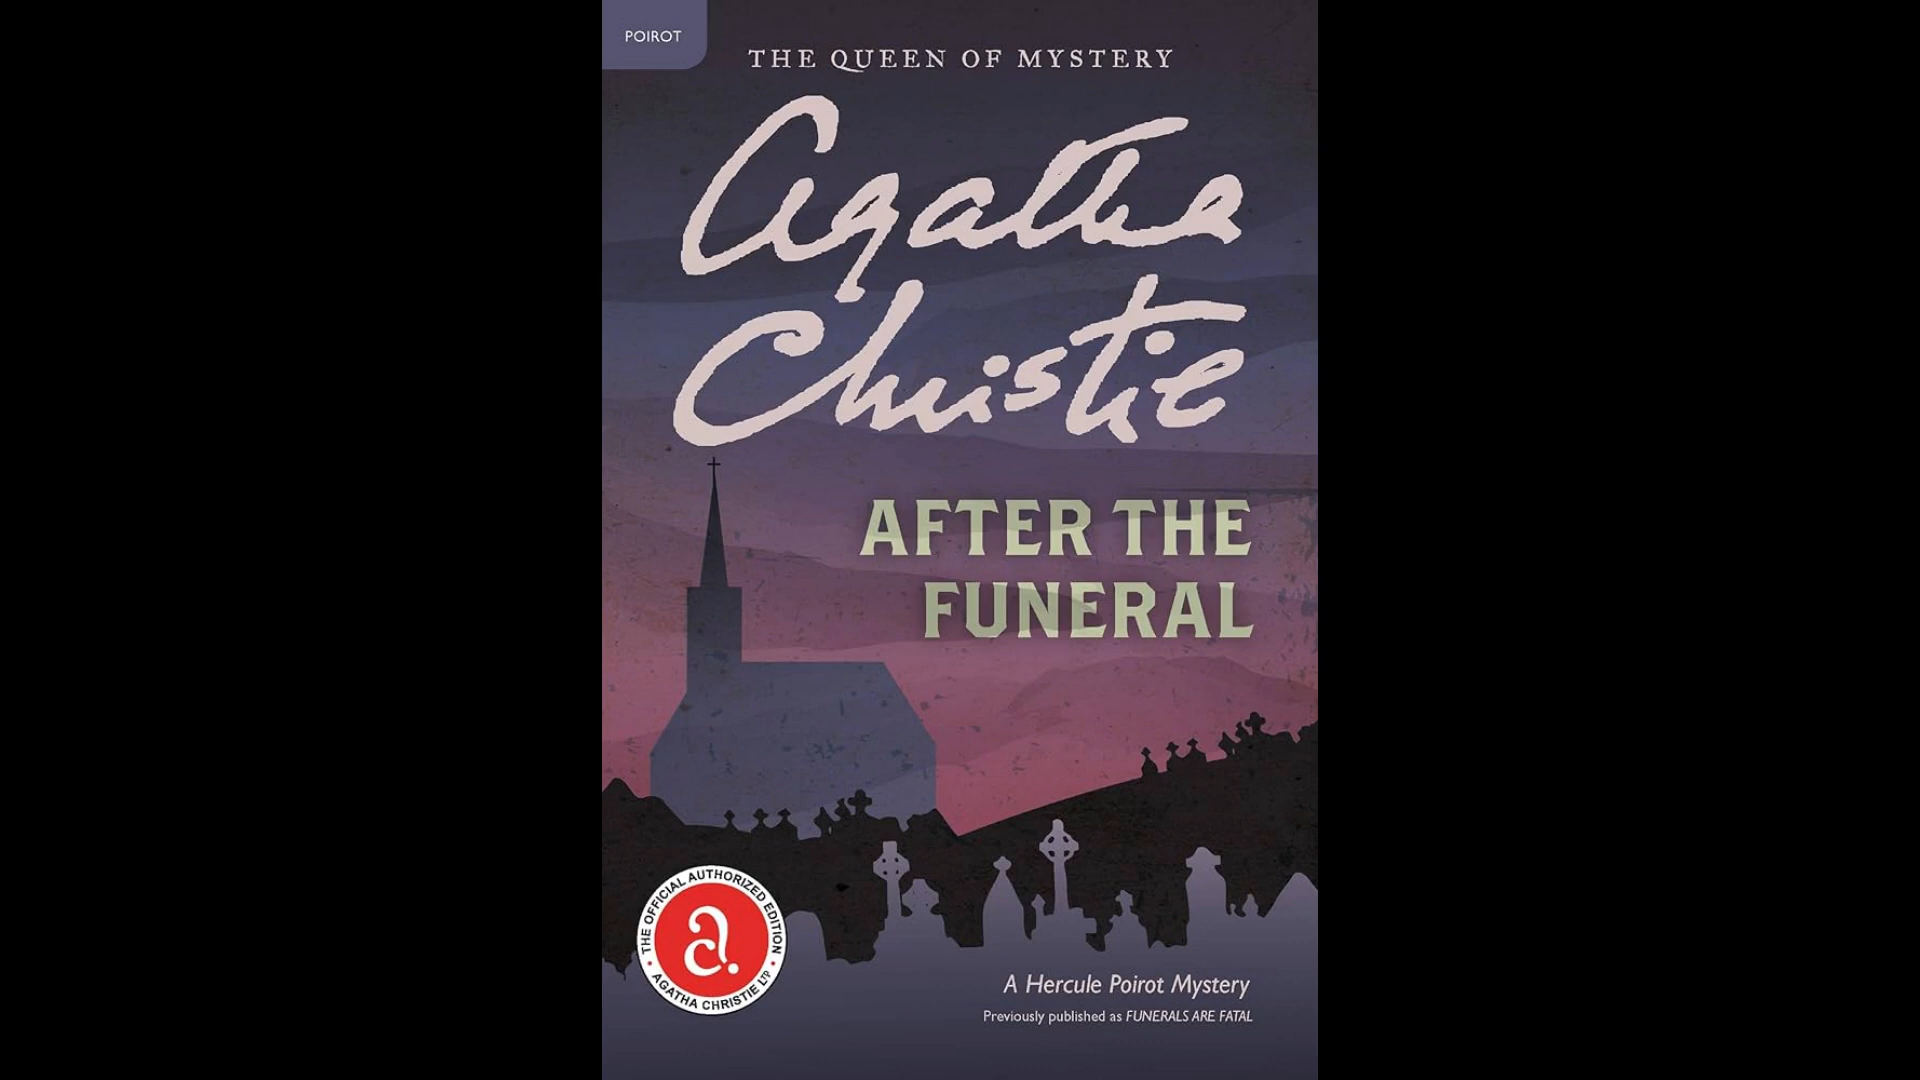 POIROT
THE QUEEN OF MYSTERY
Agatha
Christie
AFTER THE
FUNERAL
THE OFFICIAL AUTHORIZED EDITION
a.
AGATHA CHRISTIE LTD
A Hercule Poirot Mystery
Previously published as FUNERALS ARE FATAL